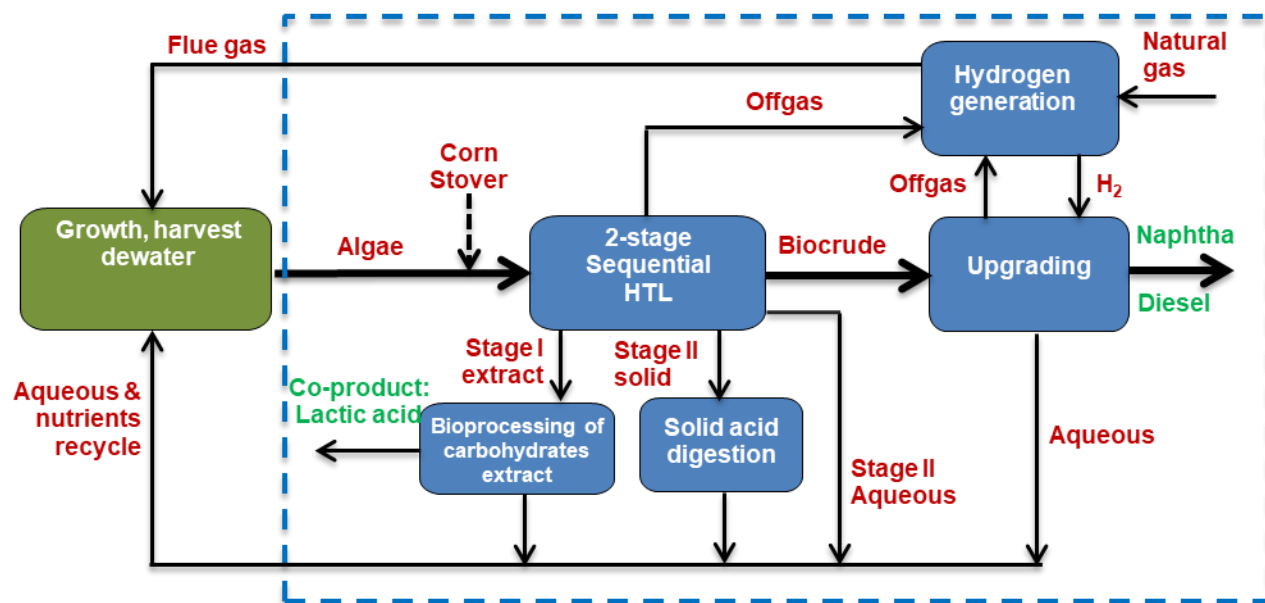 Flue gas
Natural
gas
Hydrogen
generation
Offgas
Corn
Stover
Offgas
H2
Growth, harvest
dewater
Algae
2-stage
Sequential
HTL
Biocrude
Upgrading
Naphtha
Diesel
Stage I
extract
Stage II
solid
Co-product:
Lactic acid
Aqueous &
nutrients
recycle
Bioprocessing of
carbohydrates
extract
Solid acid
digestion
Stage II
Aqueous
Aqueous